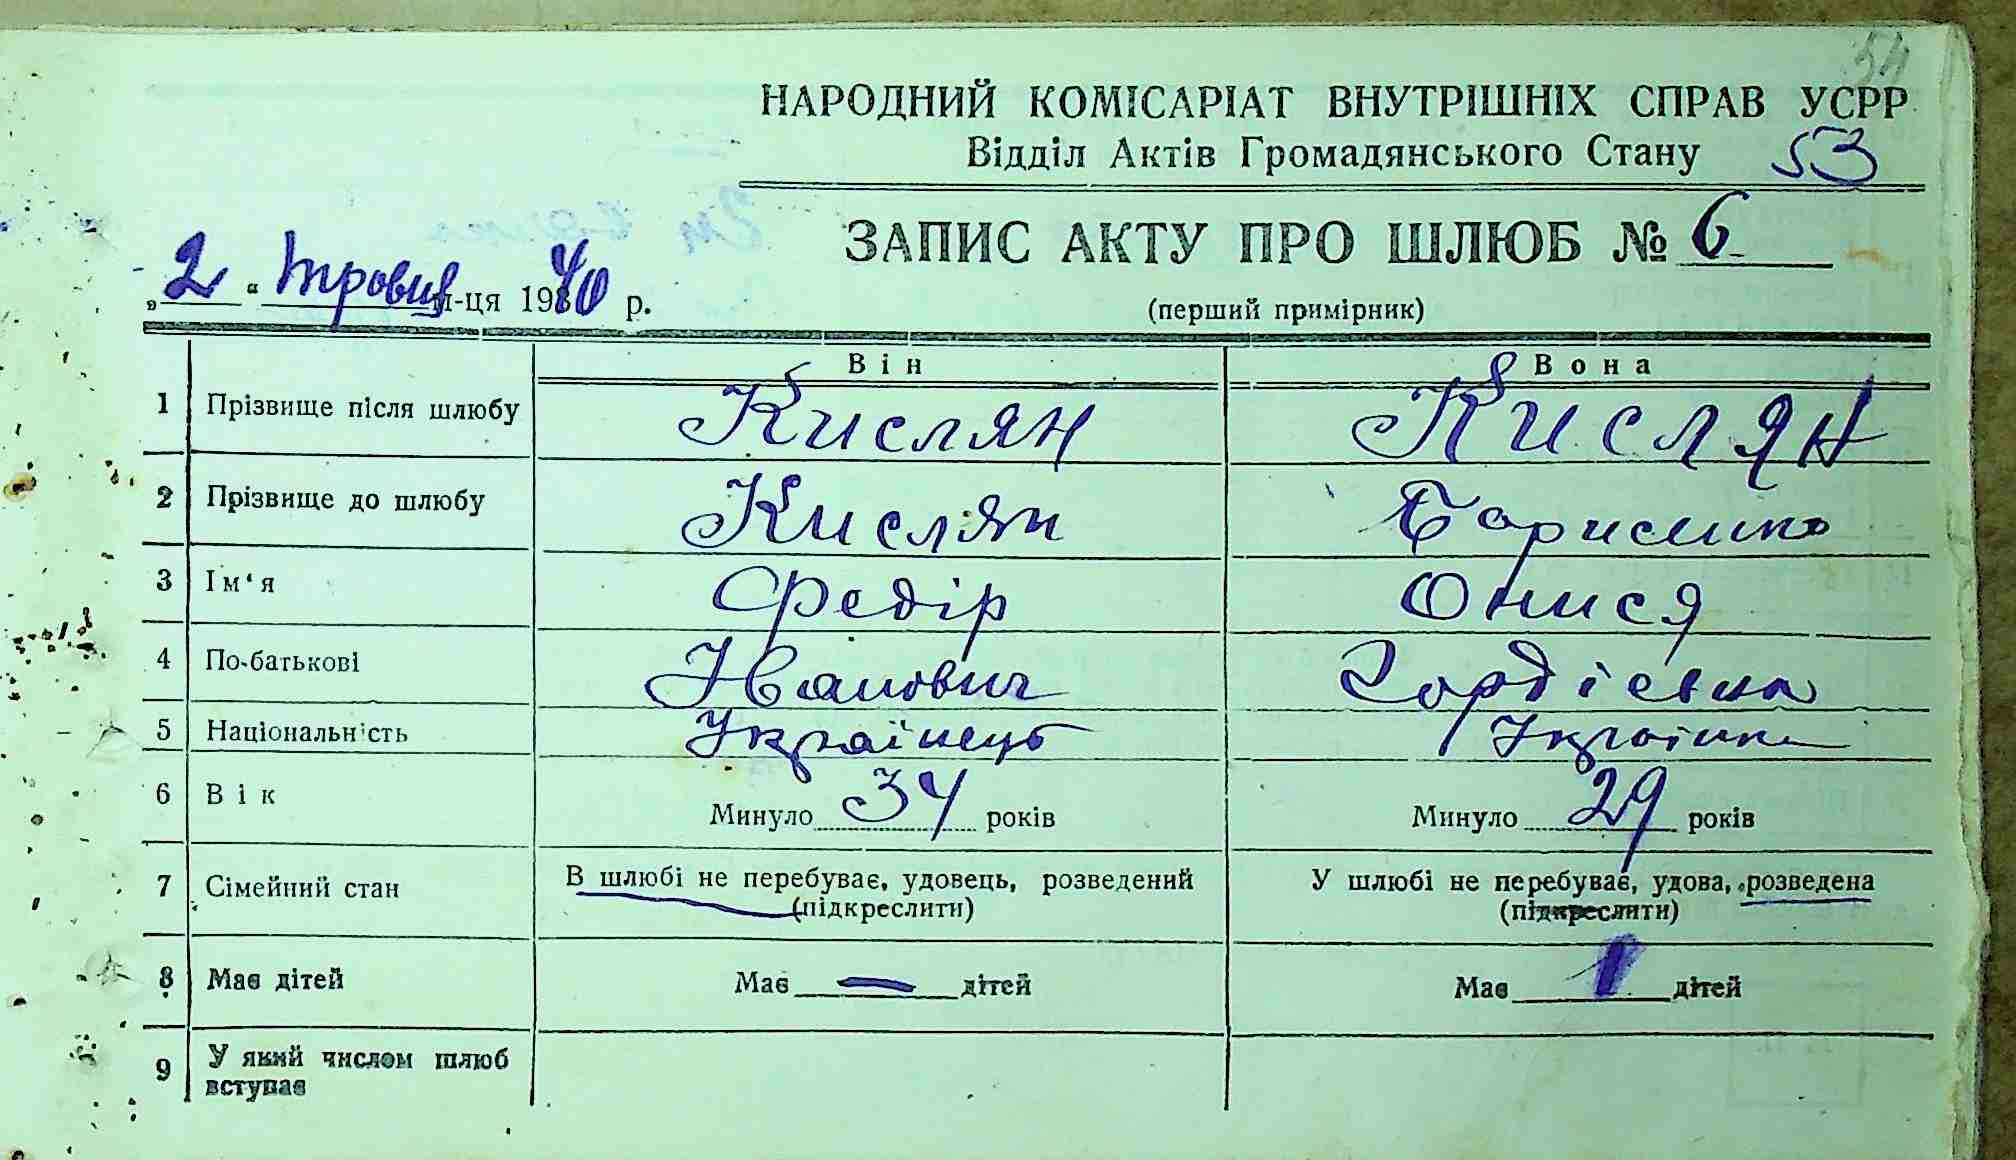 54
НАРОДНИЙ КОМІСАРІАТ ВНУТРІШНІХ СПРАВ УСРР
Відділ Актів Громадянського Стану 53
ЗАПИС АКТУ ПРО ШЛЮБ № 6
„2“ травня м-ця 1940 р.
(перший примірник)
Він Вона
1 Прізвище після шлюбу Кислян Кислян
2 Прізвище до шлюбу Кислян Борисенко
3 Ім‘я Федір Онися
4 По-батькові Іванович Гордієвна
5 Національність Українець Українка
6 Вік Минуло 34 років Минуло 29 років
7 Сімейний стан В шлюбі не перебуває, удовець, розведений У шлюбі не перебуває, удова, розведена
(підкреслити) (підкреслити)
8 Має дітей Має — дітей Має 1 дітей
9 У який числом шлюб
вступає